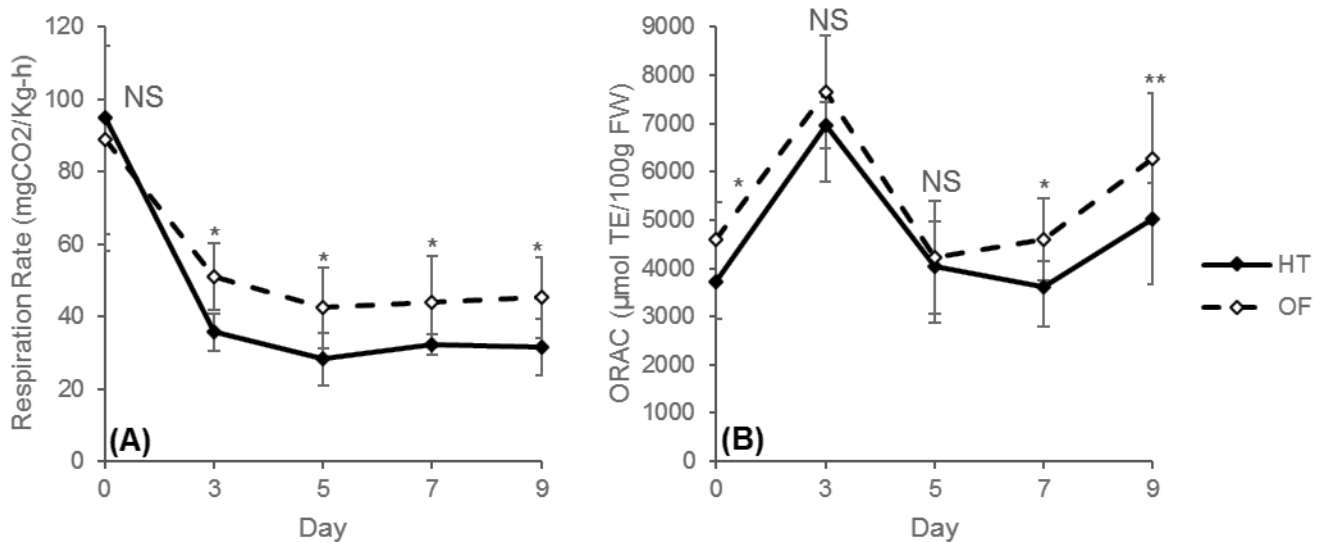 120
100
80
60
40
20
0
Respiration Rate (mgCO2/Kg-h)
NS
*
*
*
*
(A)
0 3 5 7 9
Day
9000
8000
7000
6000
5000
4000
3000
2000
1000
0
ORAC (µmol TE/100g FW)
*
NS
NS
*
**
(B)
0 3 5 7 9
Day
HT
OF